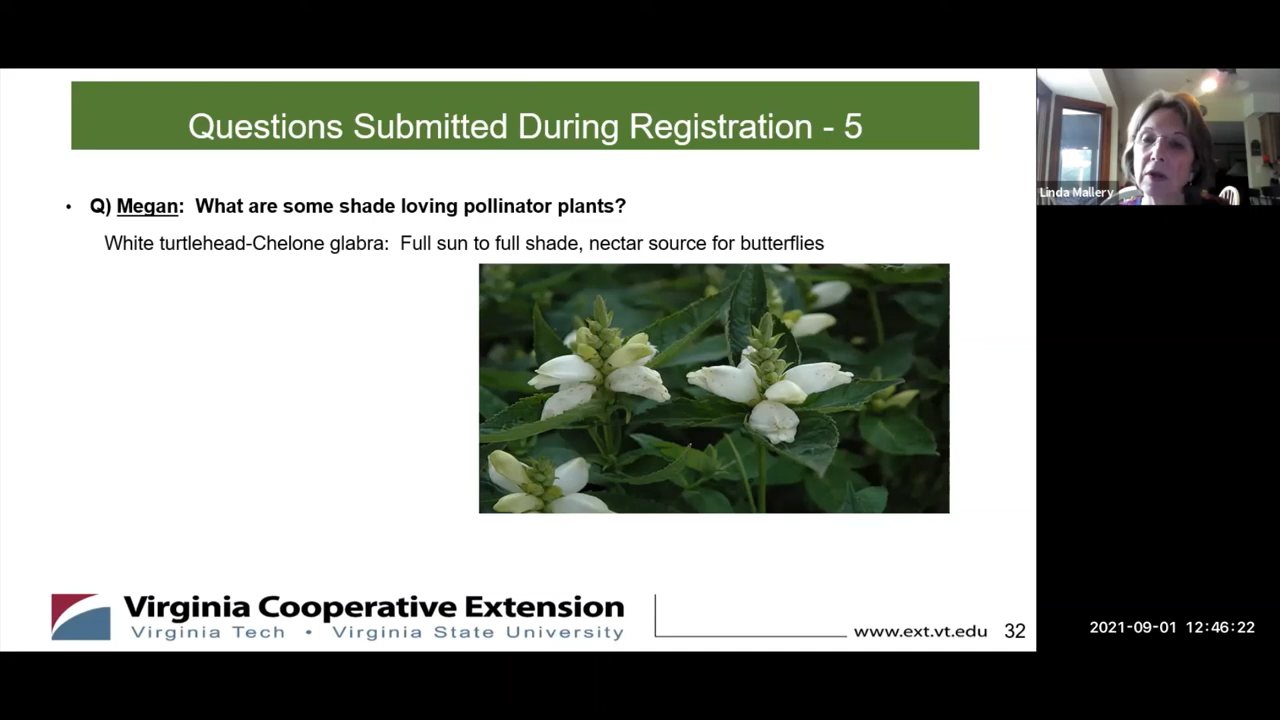 Questions Submitted During Registration - 5
Linda Mallery
• Q) Megan: What are some shade loving pollinator plants?
White turtlehead-Chelone glabra: Full sun to full shade, nectar source for butterflies
Virginia Cooperative Extension
Virginia Tech • Virginia State University
www.ext.vt.edu 32
2021-09-01 12:46:22